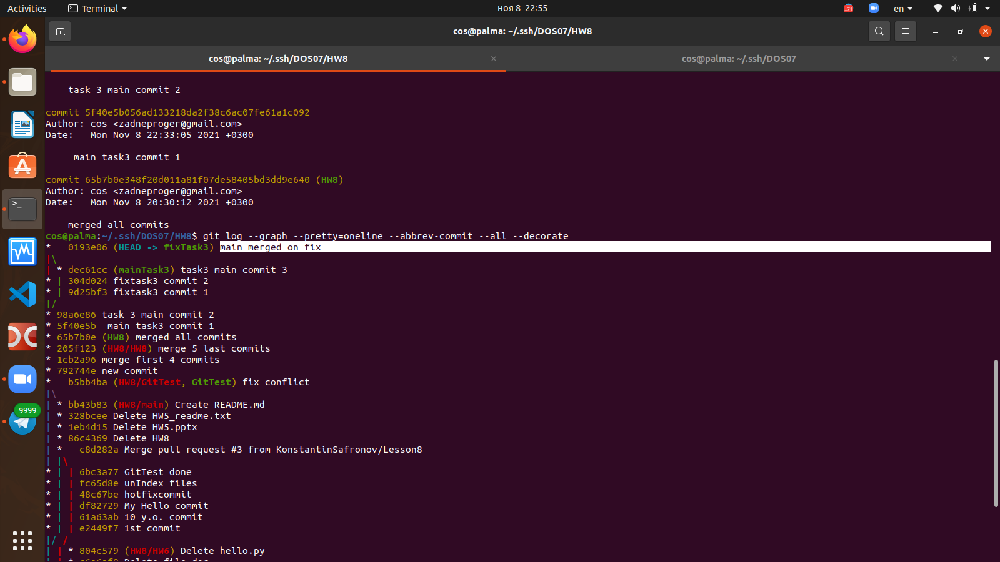 Activities Terminal ноя 8 22:55 en
cos@palma: ~/.ssh/DOS07/HW8
cos@palma: ~/.ssh/DOS07/HW8 cos@palma: ~/.ssh/DOS07
task 3 main commit 2
commit 5f40e5b056ad133218da2f38c6ac07fe61a1c092
Author: cos <zadneproger@gmail.com>
Date:   Mon Nov 8 22:33:05 2021 +0300
main task3 commit 1
commit 65b7b0e348f20d011a81f07de58405bd3dd9e640 (HW8)
Author: cos <zadneproger@gmail.com>
Date:   Mon Nov 8 20:30:12 2021 +0300
merged all commits
cos@palma:~/.ssh/DOS07/HW8$ git log --graph --pretty=oneline --abbrev-commit --all --decorate
*   0193e06 (HEAD -> fixTask3) main merged on fix
|\
| * dec61cc (mainTask3) task3 main commit 3
* | 304d024 fixtask3 commit 2
* | 9d25bf3 fixtask3 commit 1
|/
* 98a6e86 task 3 main commit 2
* 5f40e5b  main task3 commit 1
* 65b7b0e (HW8) merged all commits
* 205f123 (HW8/HW8) merge 5 last commits
* 1cb2a96 merge first 4 commits
* 792744e new commit
*   b5bb4ba (HW8/GitTest, GitTest) fix conflict
|\
| * bb43b83 (HW8/main) Create README.md
| * 328bcee Delete HW5_readme.txt
| * 1eb4d15 Delete HW5.pptx
| * 86c4369 Delete HW8
| *   c8d282a Merge pull request #3 from KonstantinSafronov/Lesson8
| |\
* | | 6bc3a77 GitTest done
* | | fc65d8e unIndex files
* | | 48c67be hotfixcommit
* | | df82729 My Hello commit
* | | 61a63ab 10 y.o. commit
* | | e2449f7 1st commit
|/ /
| | * 804c579 (HW8/HW6) Delete hello.py
9999